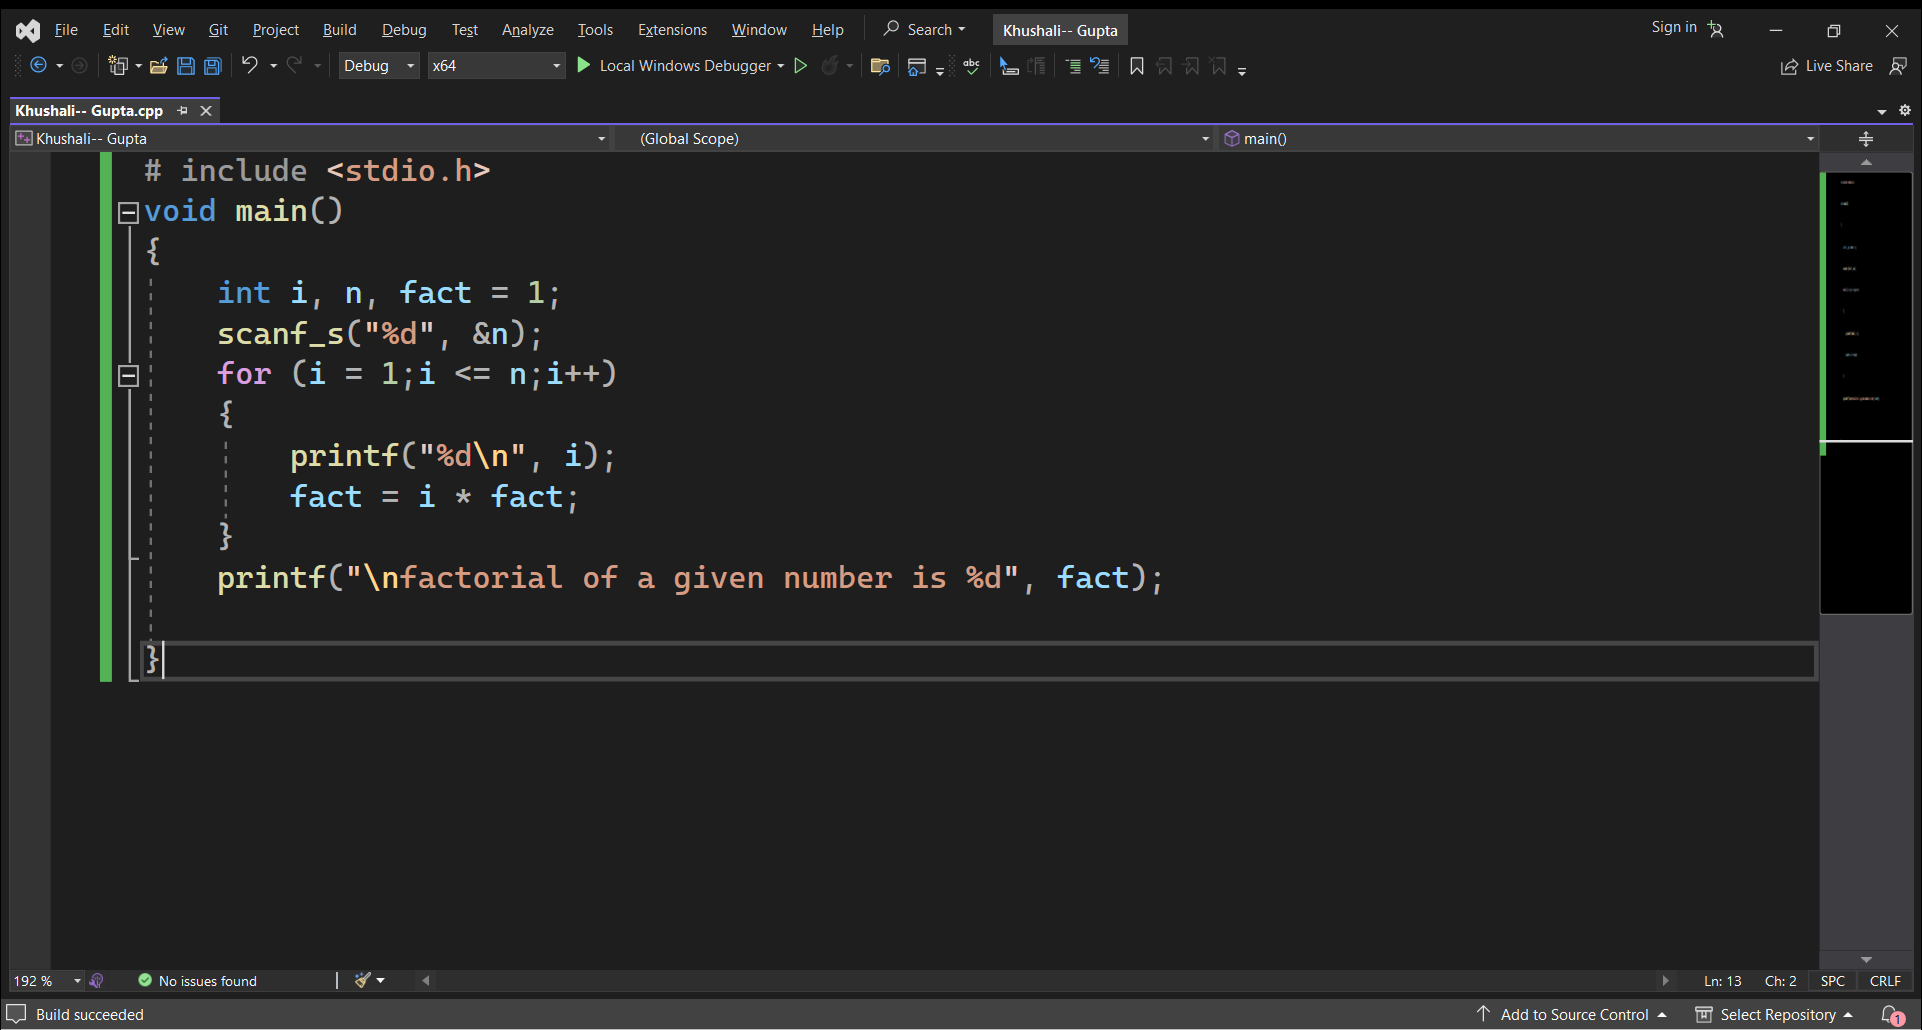 File Edit View Git Project Build Debug Test Analyze Tools Extensions Window Help Search Khushali-- Gupta Sign in
Debug x64 Local Windows Debugger abc Live Share
Khushali-- Gupta.cpp
Khushali-- Gupta (Global Scope) main()
# include <stdio.h>
void main()
{
    int i, n, fact = 1;
    scanf_s("%d", &n);
    for (i = 1;i <= n;i++)
    {
        printf("%d\n", i);
        fact = i * fact;
    }
    printf("\nfactorial of a given number is %d", fact);
}
192 % No issues found Ln: 13 Ch: 2 SPC CRLF
Build succeeded Add to Source Control Select Repository 1